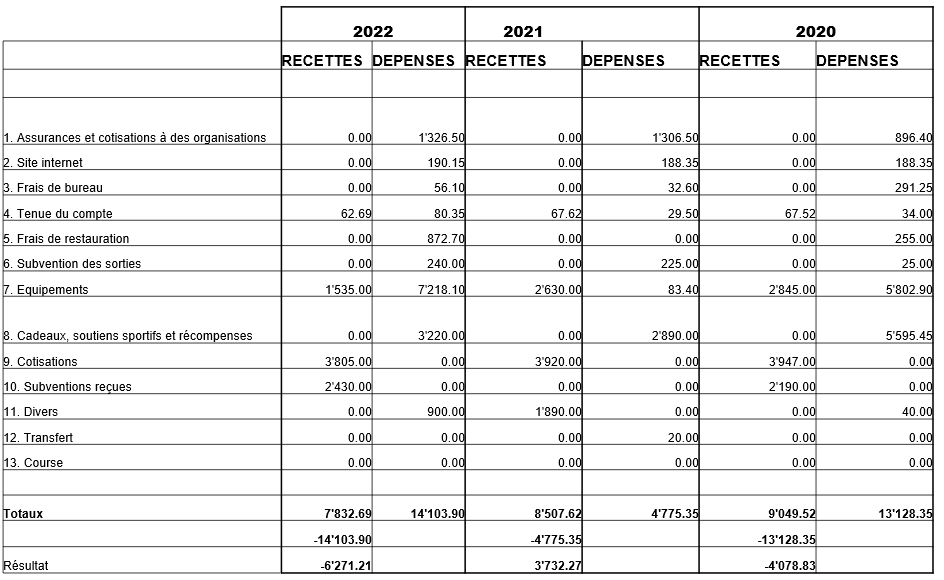 2022 2021 2020
RECETTES DEPENSES RECETTES DEPENSES RECETTES DEPENSES
1. Assurances et cotisations à des organisations 0.00 1'326.50 0.00 1'306.50 0.00 896.40
2. Site internet 0.00 190.15 0.00 188.35 0.00 188.35
3. Frais de bureau 0.00 56.10 0.00 32.60 0.00 291.25
4. Tenue du compte 62.69 80.35 67.62 29.50 67.52 34.00
5. Frais de restauration 0.00 872.70 0.00 0.00 0.00 255.00
6. Subvention des sorties 0.00 240.00 0.00 225.00 0.00 25.00
7. Equipements 1'535.00 7'218.10 2'630.00 83.40 2'845.00 5'802.90
8. Cadeaux, soutiens sportifs et récompenses 0.00 3'220.00 0.00 2'890.00 0.00 5'595.45
9. Cotisations 3'805.00 0.00 3'920.00 0.00 3'947.00 0.00
10. Subventions reçues 2'430.00 0.00 0.00 0.00 2'190.00 0.00
11. Divers 0.00 900.00 1'890.00 0.00 0.00 40.00
12. Transfert 0.00 0.00 0.00 20.00 0.00 0.00
13. Course 0.00 0.00 0.00 0.00 0.00 0.00
Totaux 7'832.69 14'103.90 8'507.62 4'775.35 9'049.52 13'128.35
-14'103.90 -4'775.35 -13'128.35
Résultat -6'271.21 3'732.27 -4'078.83